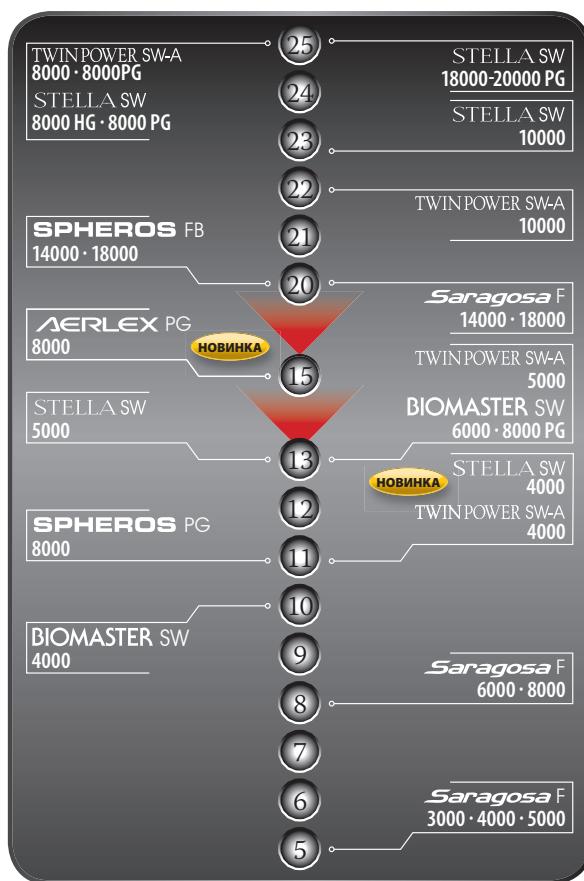 25
TWINPOWER SW-A
8000 · 8000PG
STELLA SW
8000 HG · 8000 PG
STELLA SW
18000-20000 PG
24
STELLA SW
10000
23
22
TWINPOWER SW-A
10000
21
SPHEROS FB
14000 · 18000
20
Saragosa F
14000 · 18000
AERLEX PG
8000
НОВИНКА
15
TWINPOWER SW-A
5000
BIOMASTER SW
6000 · 8000 PG
STELLA SW
5000
13
НОВИНКА
STELLA SW
4000
TWINPOWER SW-A
4000
12
SPHEROS PG
8000
11
10
BIOMASTER SW
4000
9
Saragosa F
6000 · 8000
8
7
6
Saragosa F
3000 · 4000 · 5000
5